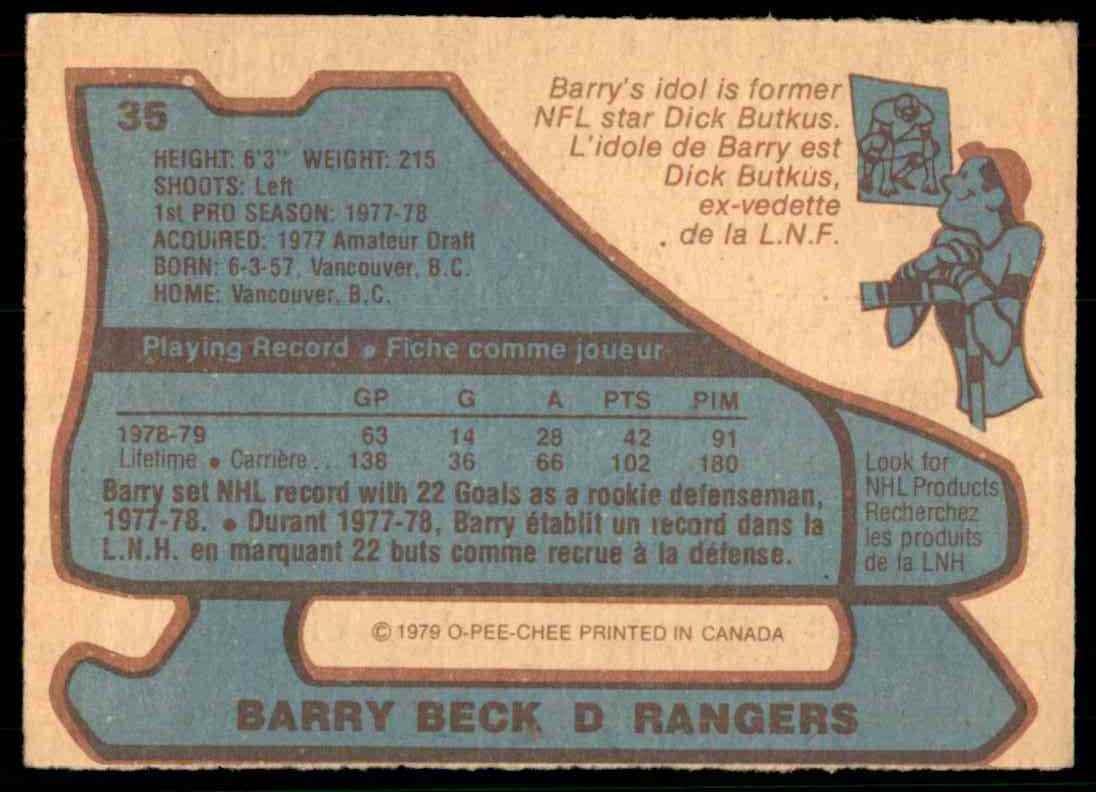 35
Barry's idol is former
NFL star Dick Butkus.
L'idole de Barry est
Dick Butkus,
ex-vedette
de la L.N.F.
HEIGHT: 6'3" WEIGHT: 215
SHOOTS: Left
1st PRO SEASON: 1977-78
ACQUIRED: 1977 Amateur Draft
BORN: 6-3-57, Vancouver, B.C.
HOME: Vancouver, B.C.
Playing Record • Fiche comme joueur
GP G A PTS PIM
1978-79 63 14 28 42 91
Lifetime • Carrière . . 138 36 66 102 180
Barry set NHL record with 22 Goals as a rookie defenseman,
1977-78. • Durant 1977-78, Barry établit un record dans la
L.N.H. en marquant 22 buts comme recrue à la défense.
Look for
NHL Products
Recherchez
les produits
de la LNH
© 1979 O-PEE-CHEE PRINTED IN CANADA
BARRY BECK D RANGERS